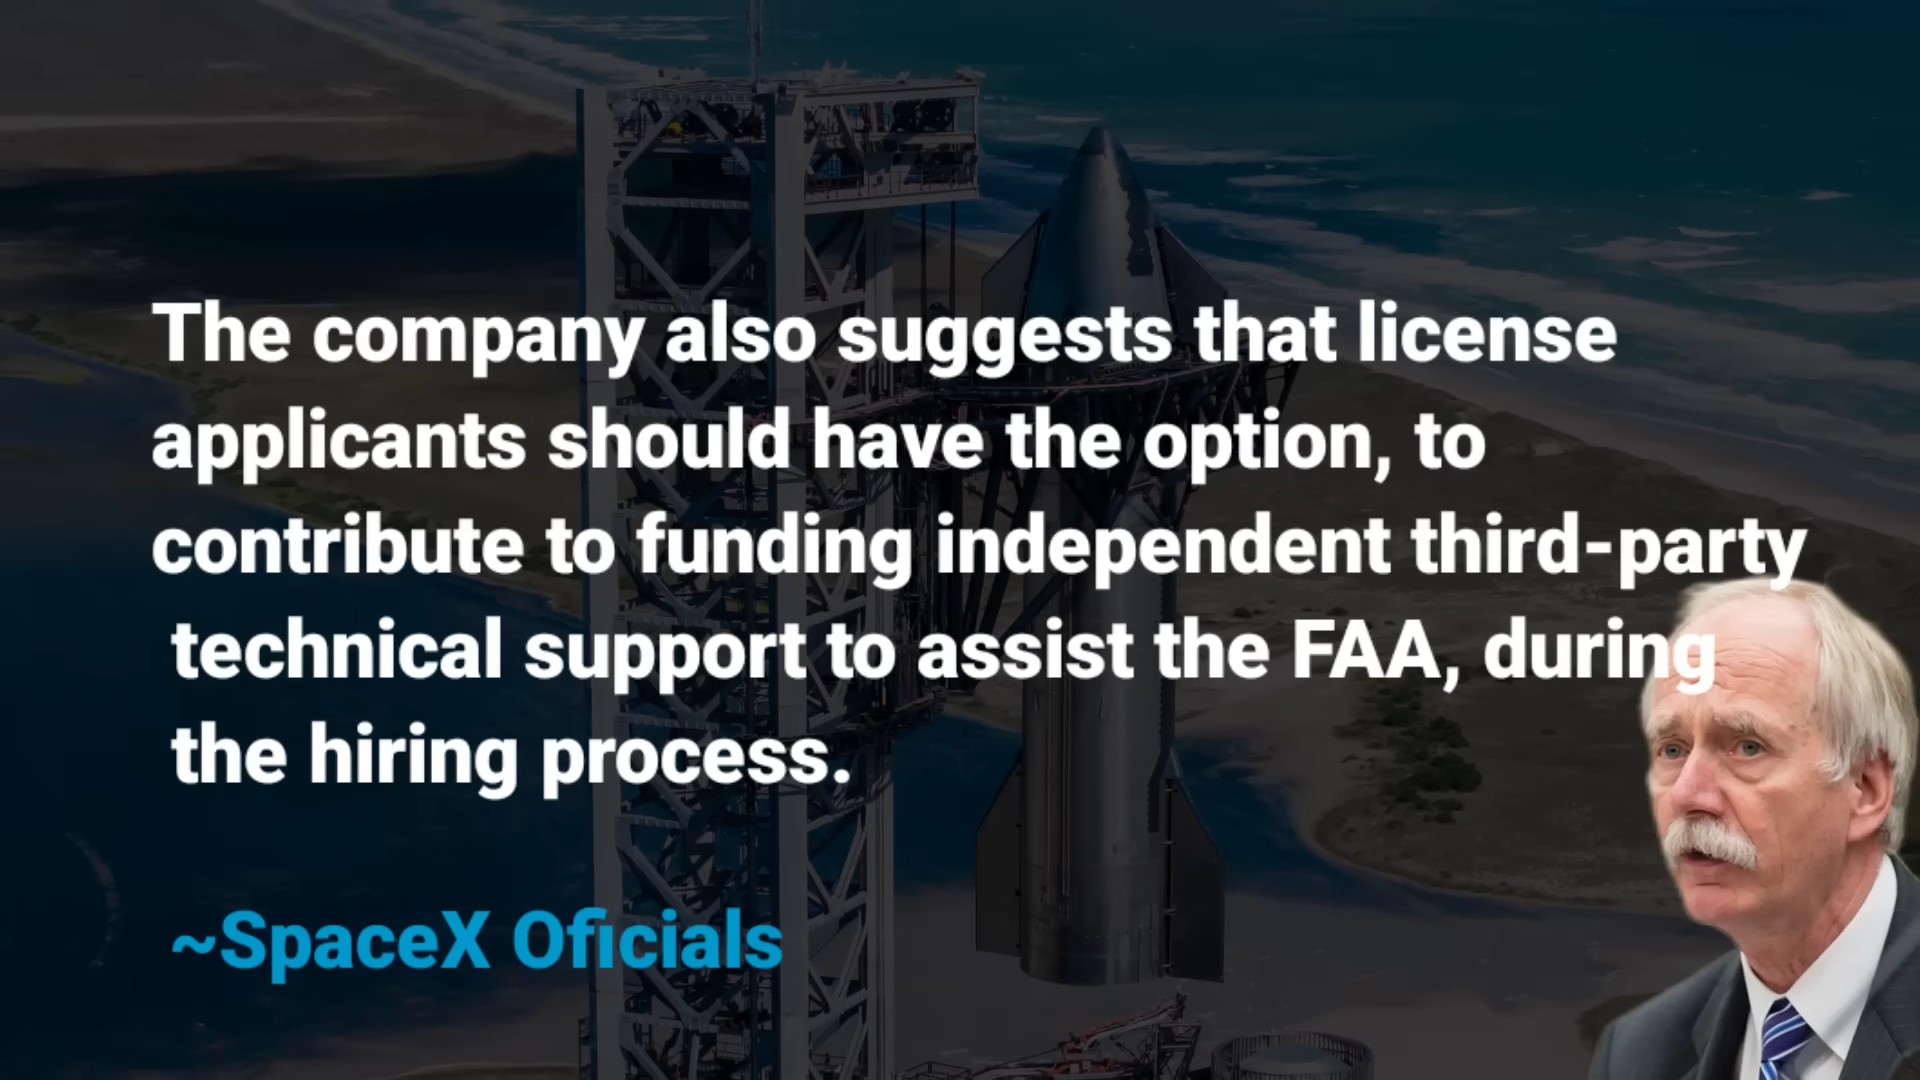 The company also suggests that license
applicants should have the option, to
contribute to funding independent third-party
technical support to assist the FAA, during
the hiring process.
~SpaceX Oficials